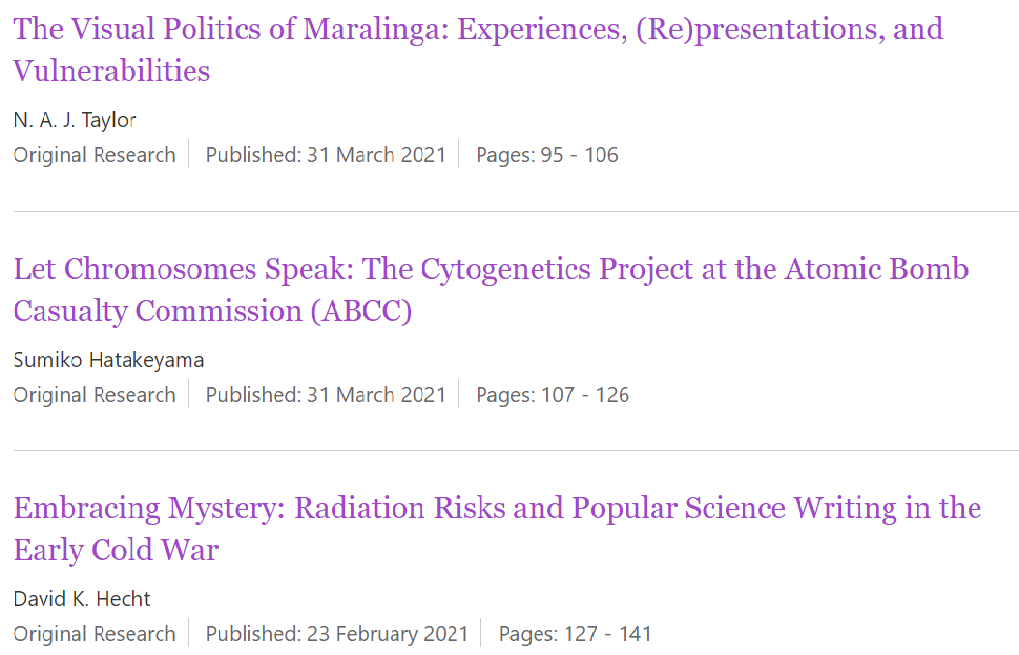 The Visual Politics of Maralinga: Experiences, (Re)presentations, and
Vulnerabilities
N. A. J. Taylor
Original Research Published: 31 March 2021 Pages: 95 - 106
Let Chromosomes Speak: The Cytogenetics Project at the Atomic Bomb
Casualty Commission (ABCC)
Sumiko Hatakeyama
Original Research Published: 31 March 2021 Pages: 107 - 126
Embracing Mystery: Radiation Risks and Popular Science Writing in the
Early Cold War
David K. Hecht
Original Research Published: 23 February 2021 Pages: 127 - 141